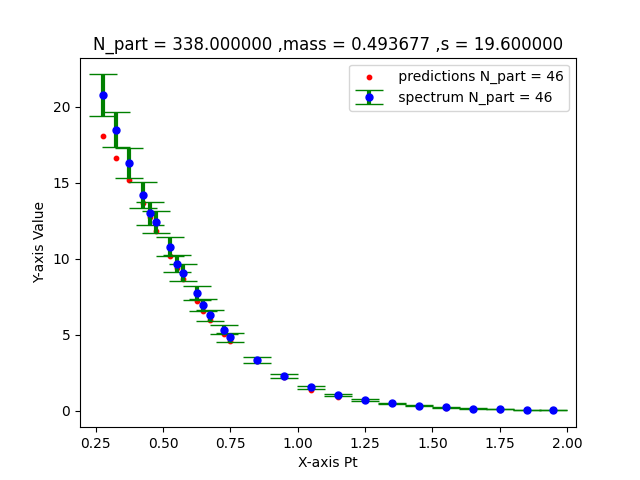 N_part = 338.000000 ,mass = 0.493677 ,s = 19.600000
predictions N_part = 46
spectrum N_part = 46
Y-axis Value
20
15
10
5
0
0.25 0.50 0.75 1.00 1.25 1.50 1.75 2.00
X-axis Pt